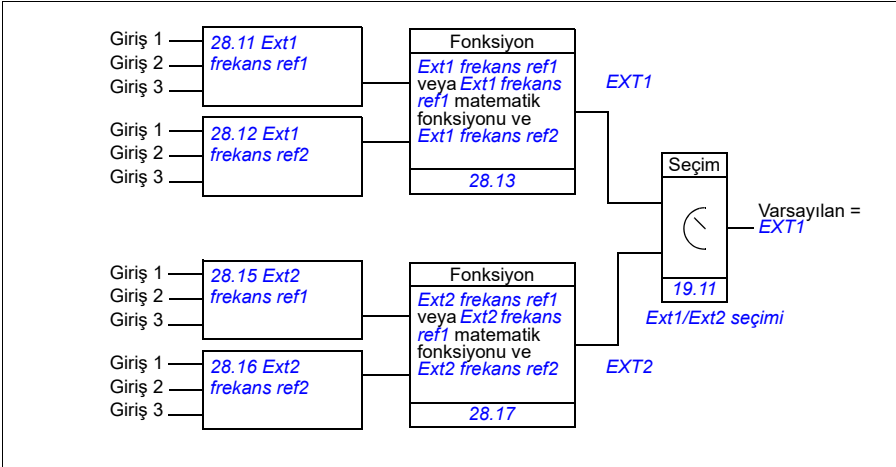 Giriş 1
Giriş 2
Giriş 3
28.11 Ext1
frekans ref1
Giriş 1
Giriş 2
Giriş 3
28.12 Ext1
frekans ref2
Fonksiyon
Ext1 frekans ref1
veya Ext1 frekans
ref1 matematik
fonksiyonu ve
Ext1 frekans ref2
28.13
EXT1
Giriş 1
Giriş 2
Giriş 3
28.15 Ext2
frekans ref1
Giriş 1
Giriş 2
Giriş 3
28.16 Ext2
frekans ref2
Fonksiyon
Ext2 frekans ref1
veya Ext2 frekans
ref1 matematik
fonksiyonu ve
Ext2 frekans ref2
28.17
EXT2
Seçim
19.11
Ext1/Ext2 seçimi
Varsayılan =
EXT1